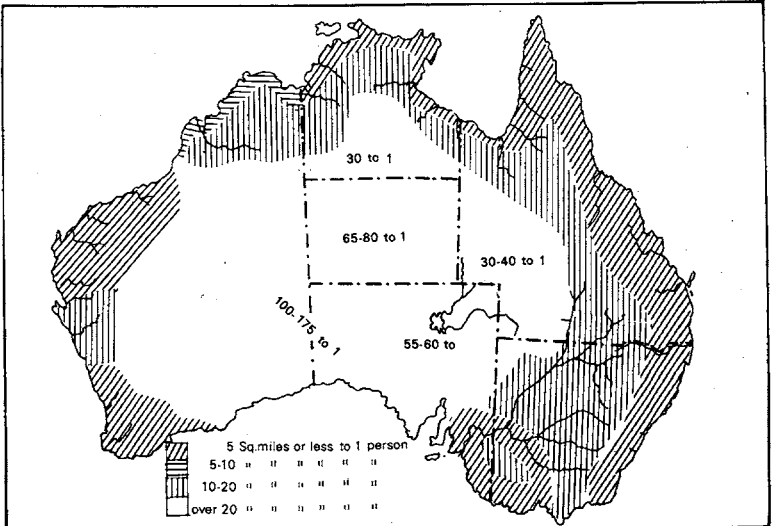 30 to 1
65-80 to 1
30-40 to 1
100-175 to 1
55-60 to
5 Sq.miles or less to 1 person
5-10 " " " " " "
10-20 " " " " " "
over 20 " " " " " "